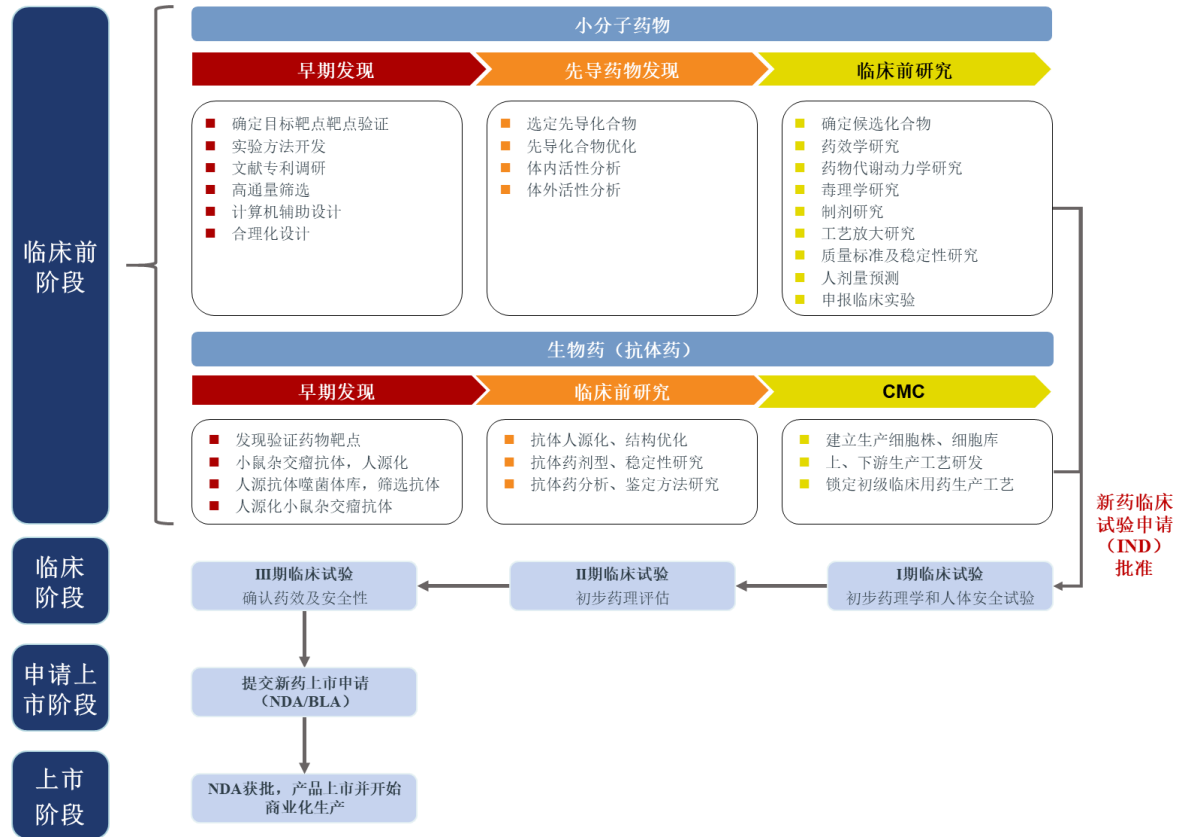 小分子药物
早期发现
先导药物发现
临床前研究
确定目标靶点靶点验证
实验方法开发
文献专利调研
高通量筛选
计算机辅助设计
合理化设计
选定先导化合物
先导化合物优化
体内活性分析
体外活性分析
确定候选化合物
药效学研究
药物代谢动力学研究
毒理学研究
制剂研究
工艺放大研究
质量标准及稳定性研究
人剂量预测
申报临床实验
临床前
阶段
生物药（抗体药）
早期发现
临床前研究
CMC
发现验证药物靶点
小鼠杂交瘤抗体，人源化
人源抗体噬菌体库，筛选抗体
人源化小鼠杂交瘤抗体
抗体人源化、结构优化
抗体药剂型、稳定性研究
抗体药分析、鉴定方法研究
建立生产细胞株、细胞库
上、下游生产工艺研发
锁定初级临床用药生产工艺
新药临床
试验申请
（IND）
批准
临床
阶段
III期临床试验
确认药效及安全性
II期临床试验
初步药理评估
I期临床试验
初步药理学和人体安全试验
申请上
市阶段
提交新药上市申请
（NDA/BLA）
上市
阶段
NDA获批，产品上市并开始
商业化生产